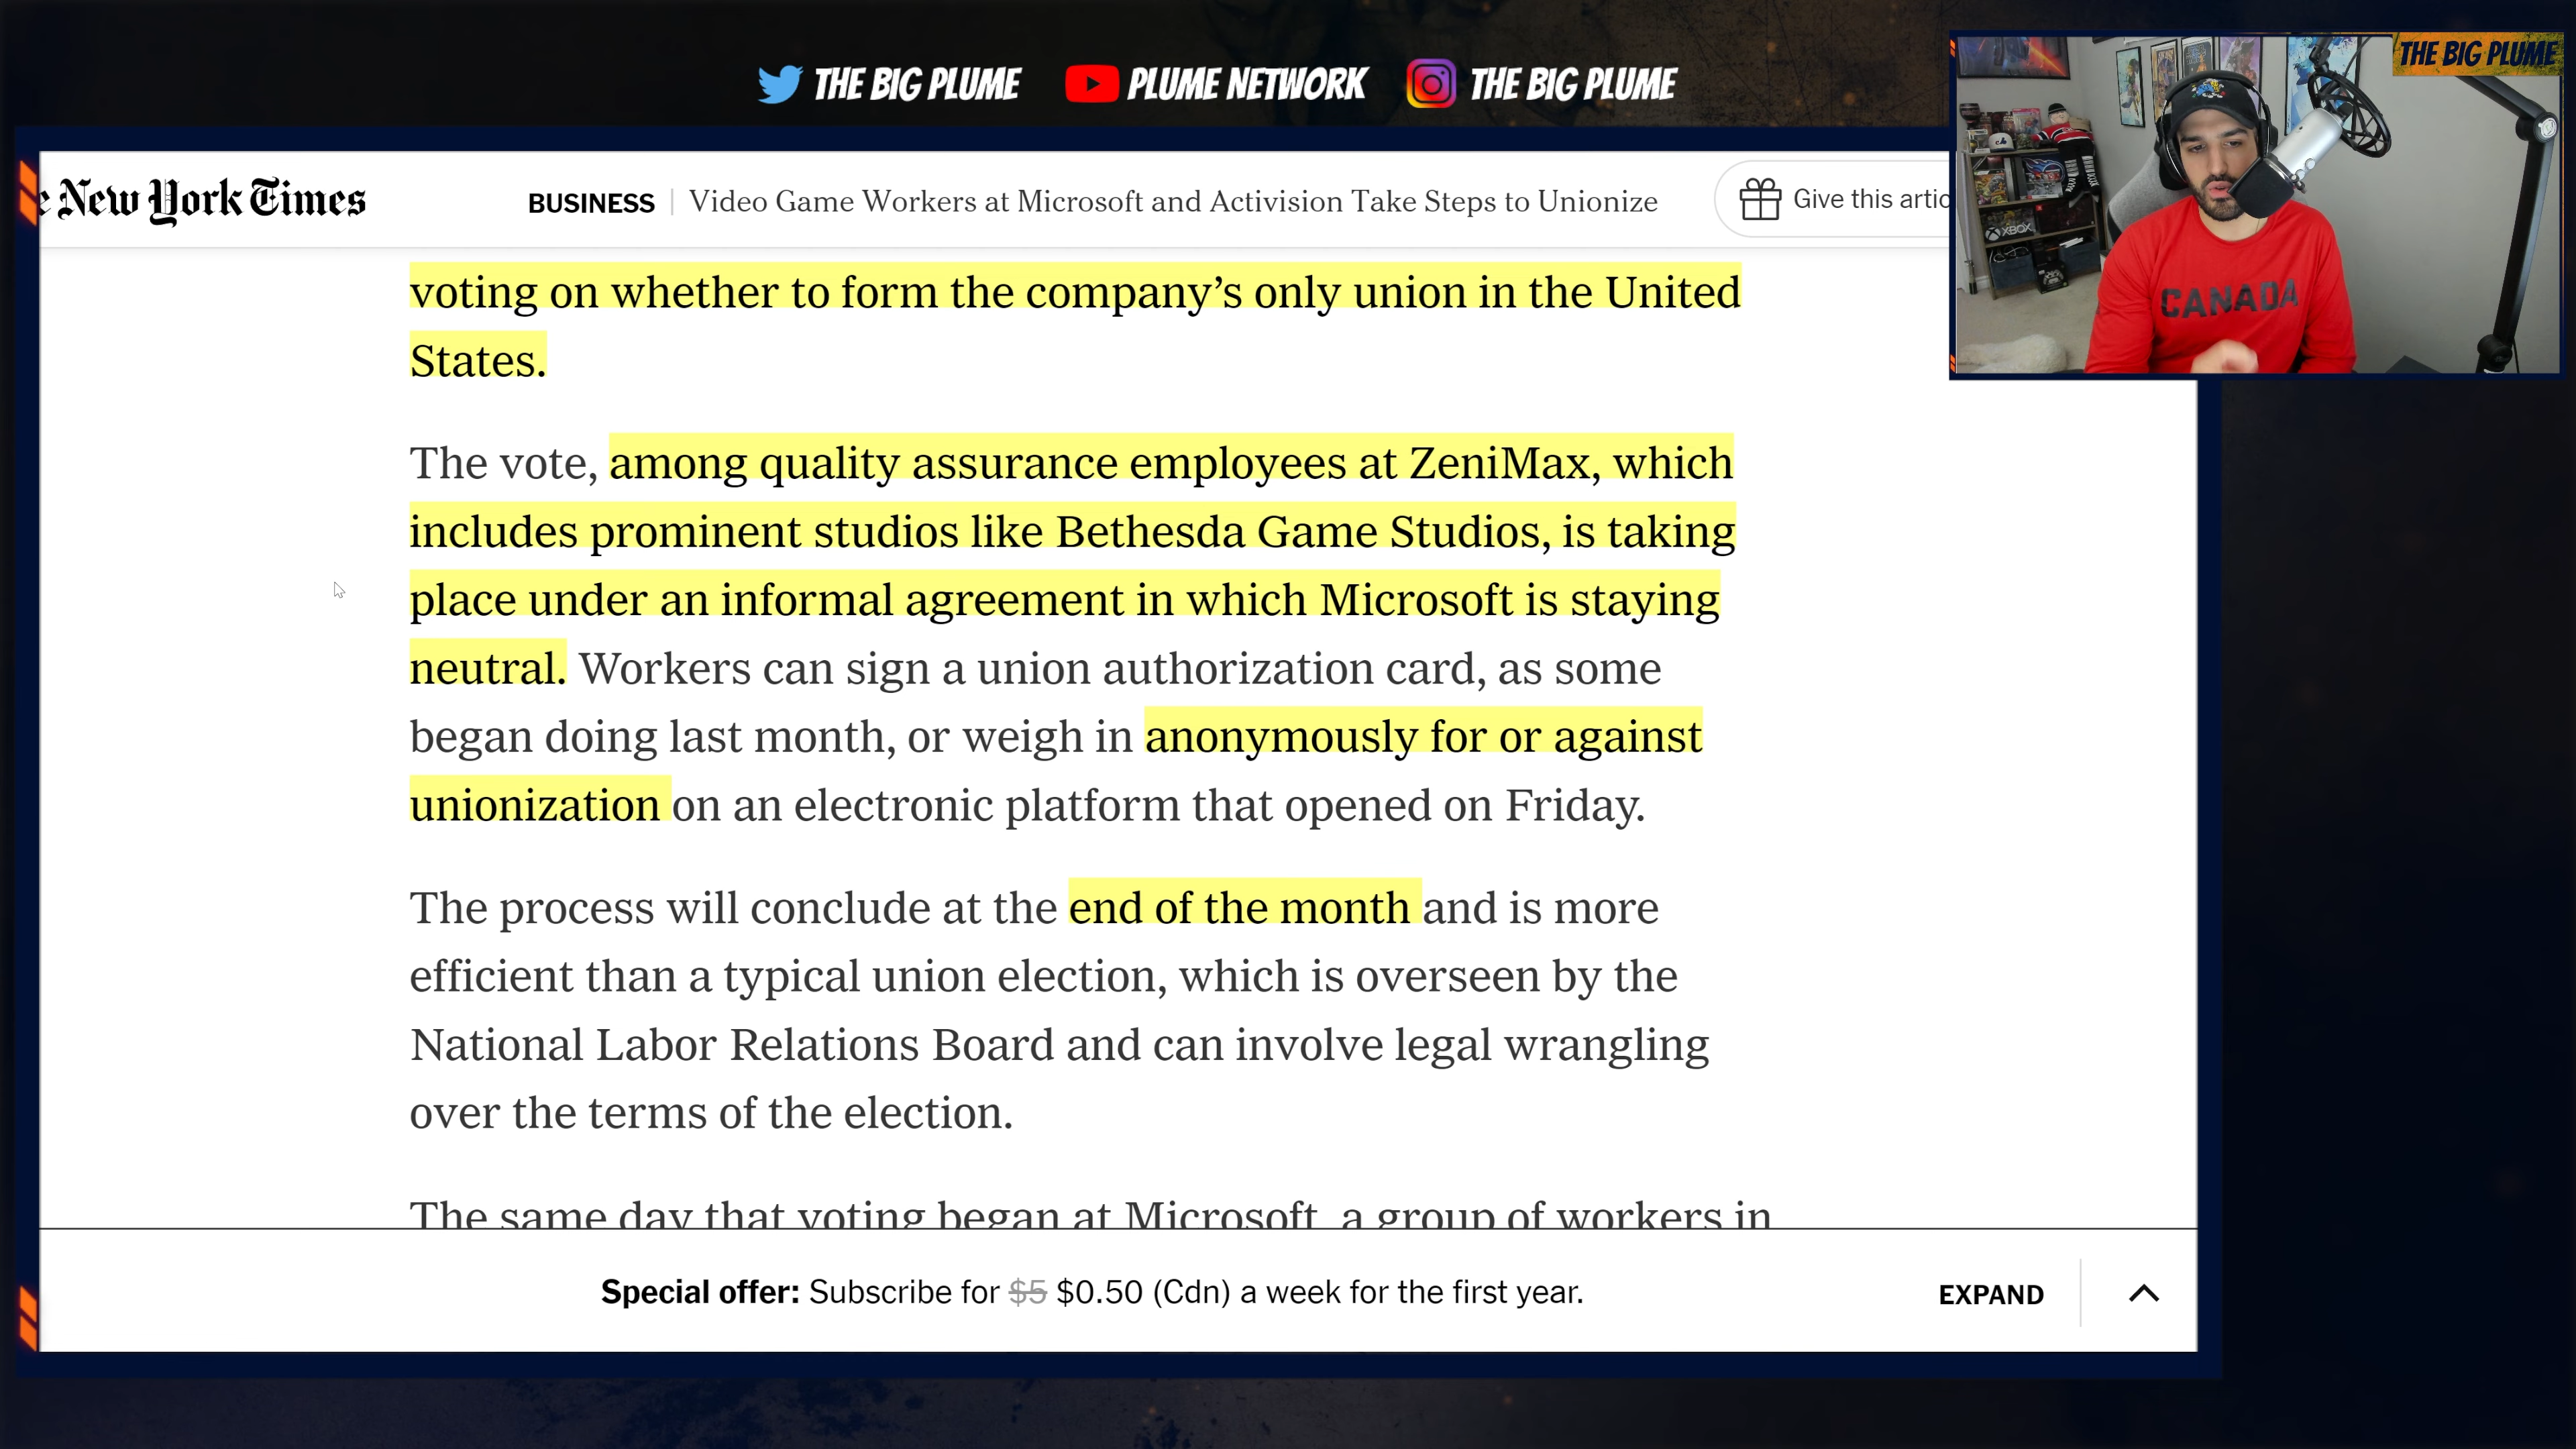 THE BIG PLUME
PLUME NETWORK
THE BIG PLUME
THE BIG PLUME
XBOX
CANADA
e New York Times
BUSINESS
Video Game Workers at Microsoft and Activision Take Steps to Unionize
Give this artic
voting on whether to form the company’s only union in the United
States.
The vote, among quality assurance employees at ZeniMax, which
includes prominent studios like Bethesda Game Studios, is taking
place under an informal agreement in which Microsoft is staying
neutral. Workers can sign a union authorization card, as some
began doing last month, or weigh in anonymously for or against
unionization on an electronic platform that opened on Friday.
The process will conclude at the end of the month and is more
efficient than a typical union election, which is overseen by the
National Labor Relations Board and can involve legal wrangling
over the terms of the election.
The same day that voting began at Microsoft, a group of workers in
Special offer: Subscribe for $5 $0.50 (Cdn) a week for the first year.
EXPAND